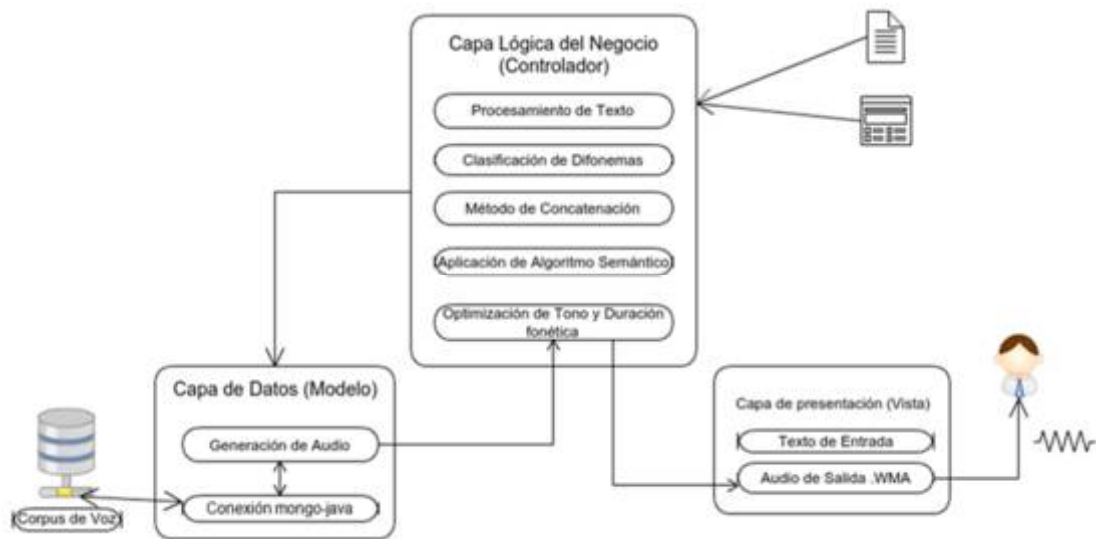 Capa Lógica del Negocio
(Controlador)
Procesamiento de Texto
Clasificación de Difonemas
Método de Concatenación
Aplicación de Algoritmo Semántico
Optimización de Tono y Duración
fonética
Capa de Datos (Modelo)
Generación de Audio
Conexión mongo-java
Corpus de Voz
Capa de presentación (Vista)
Texto de Entrada
Audio de Salida .WMA